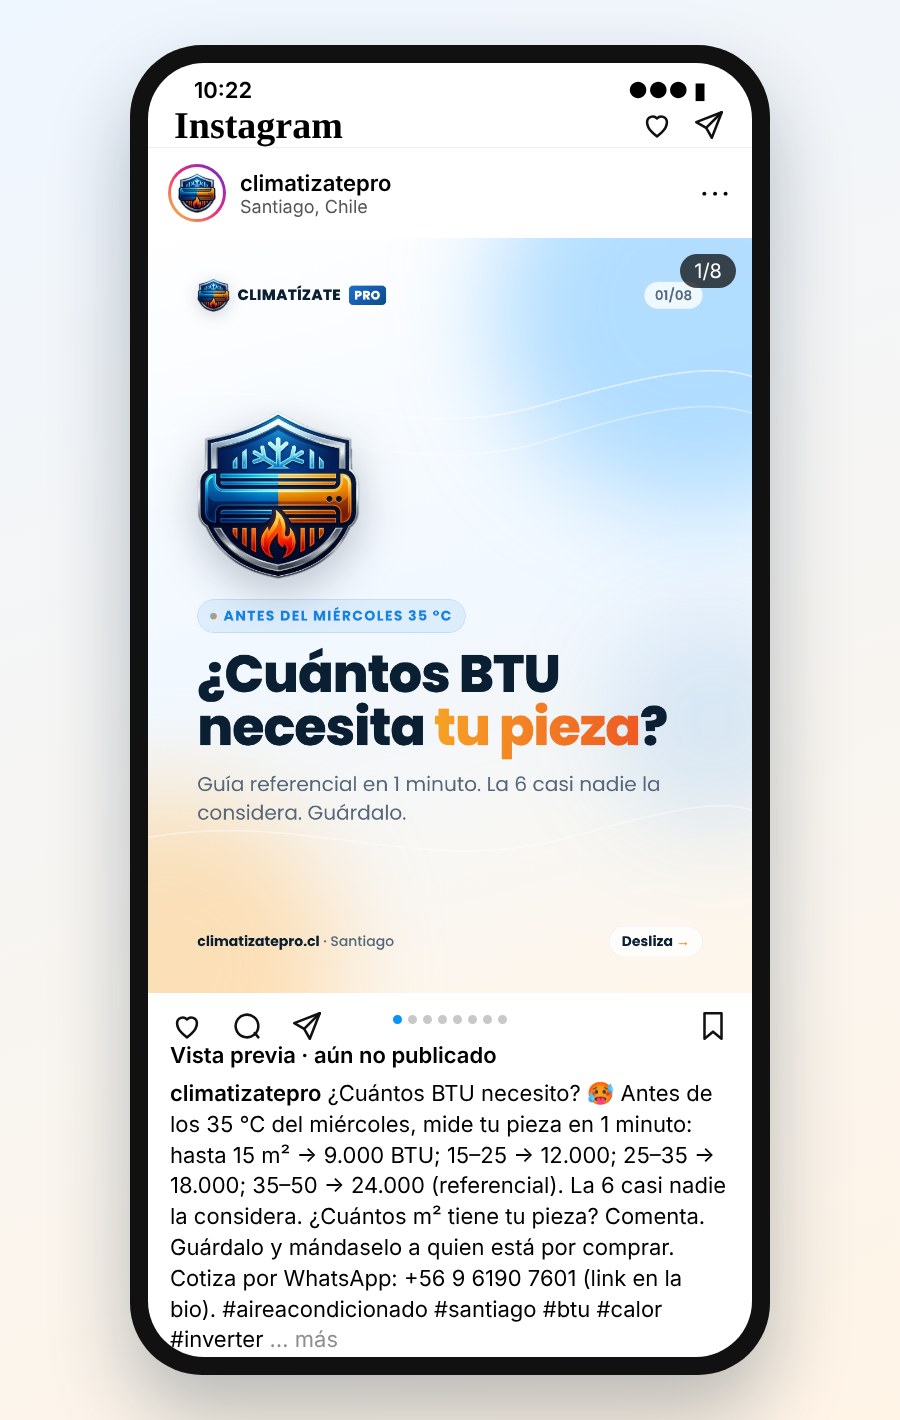 10:22
Instagram
climatizatepro
Santiago, Chile
1/8
CLIMATÍZATE PRO
01/08
ANTES DEL MIÉRCOLES 35 °C
¿Cuántos BTU
necesita tu pieza?
Guía referencial en 1 minuto. La 6 casi nadie la
considera. Guárdalo.
climatizatepro.cl · Santiago
Desliza →
Vista previa · aún no publicado
climatizatepro ¿Cuántos BTU necesito? 🥵 Antes de
los 35 °C del miércoles, mide tu pieza en 1 minuto:
hasta 15 m² → 9.000 BTU; 15–25 → 12.000; 25–35 →
18.000; 35–50 → 24.000 (referencial). La 6 casi nadie
la considera. ¿Cuántos m² tiene tu pieza? Comenta.
Guárdalo y mándaselo a quien está por comprar.
Cotiza por WhatsApp: +56 9 6190 7601 (link en la
bio). #aireacondicionado #santiago #btu #calor
#inverter ... más